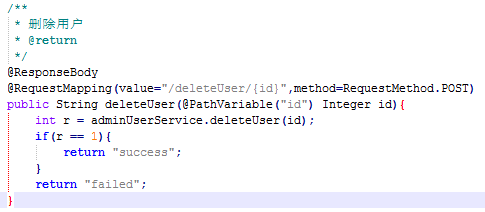 /**
 * 删除用户
 * @return
 */
@ResponseBody
@RequestMapping(value="/deleteUser/{id}",method=RequestMethod.POST)
public String deleteUser(@PathVariable("id") Integer id){
    int r = adminUserService.deleteUser(id);
    if(r == 1){
        return "success";
    }
    return "failed";
}